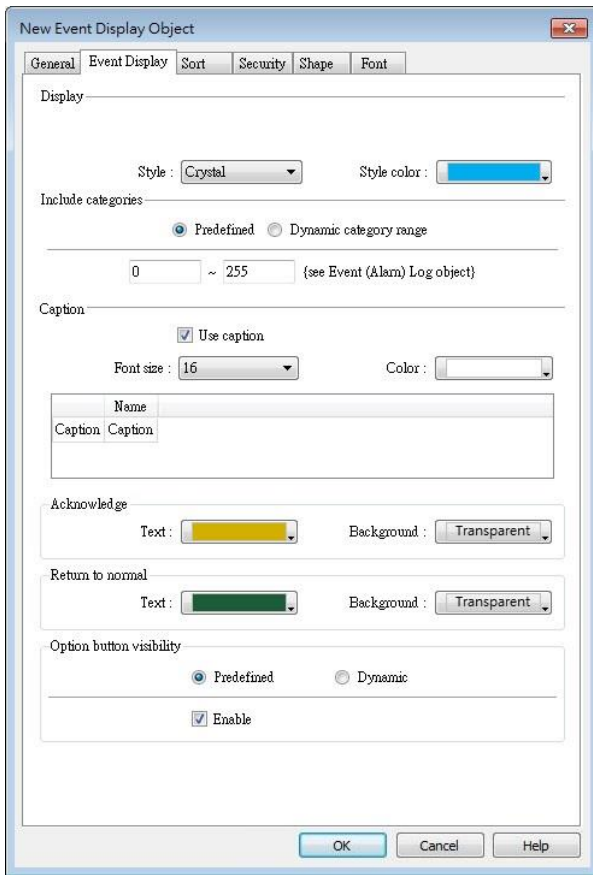 New Event Display Object
General Event Display Sort Security Shape Font
Display
Style : Crystal Style color :
Include categories
Predefined Dynamic category range
0 ~ 255 {see Event (Alarm) Log object}
Caption
Use caption
Font size : 16 Color :
Name
Caption Caption
Acknowledge
Text : Background : Transparent
Return to normal
Text : Background : Transparent
Option button visibility
Predefined Dynamic
Enable
OK Cancel Help